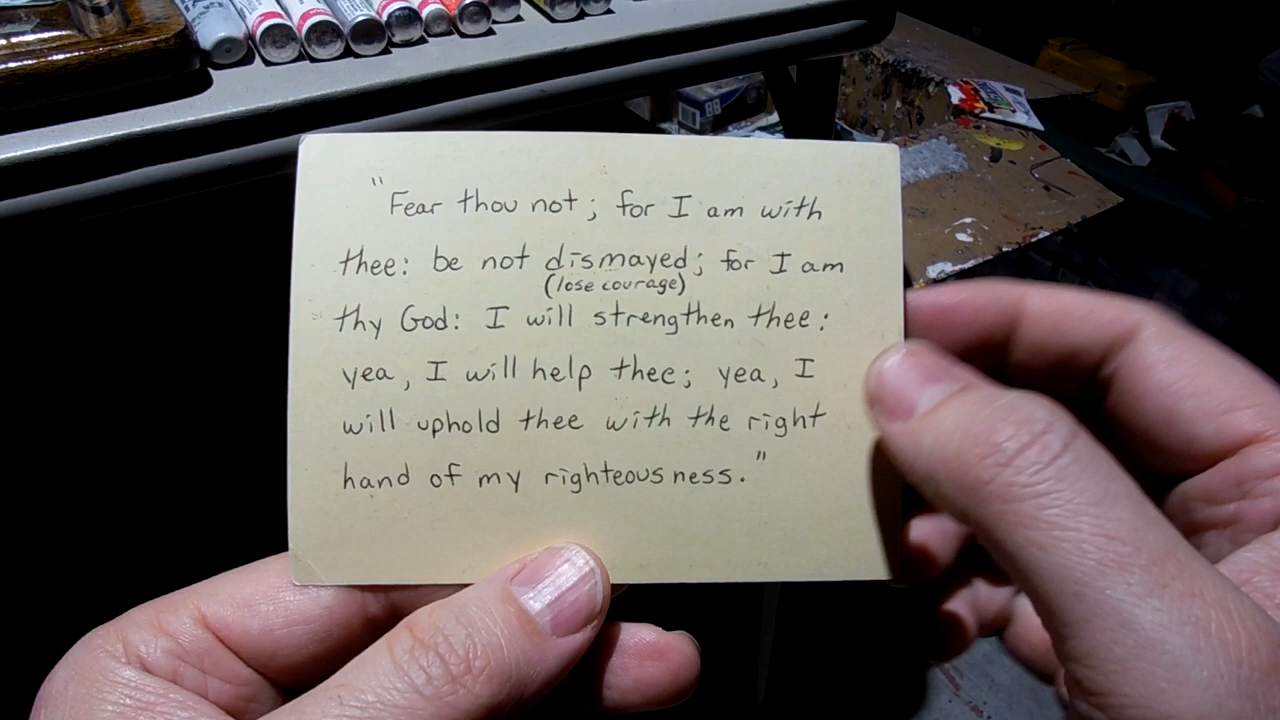 "Fear thou not; for I am with
thee: be not dismayed; for I am
(lose courage)
thy God: I will strengthen thee:
yea, I will help thee; yea, I
will uphold thee with the right
hand of my righteousness."
88